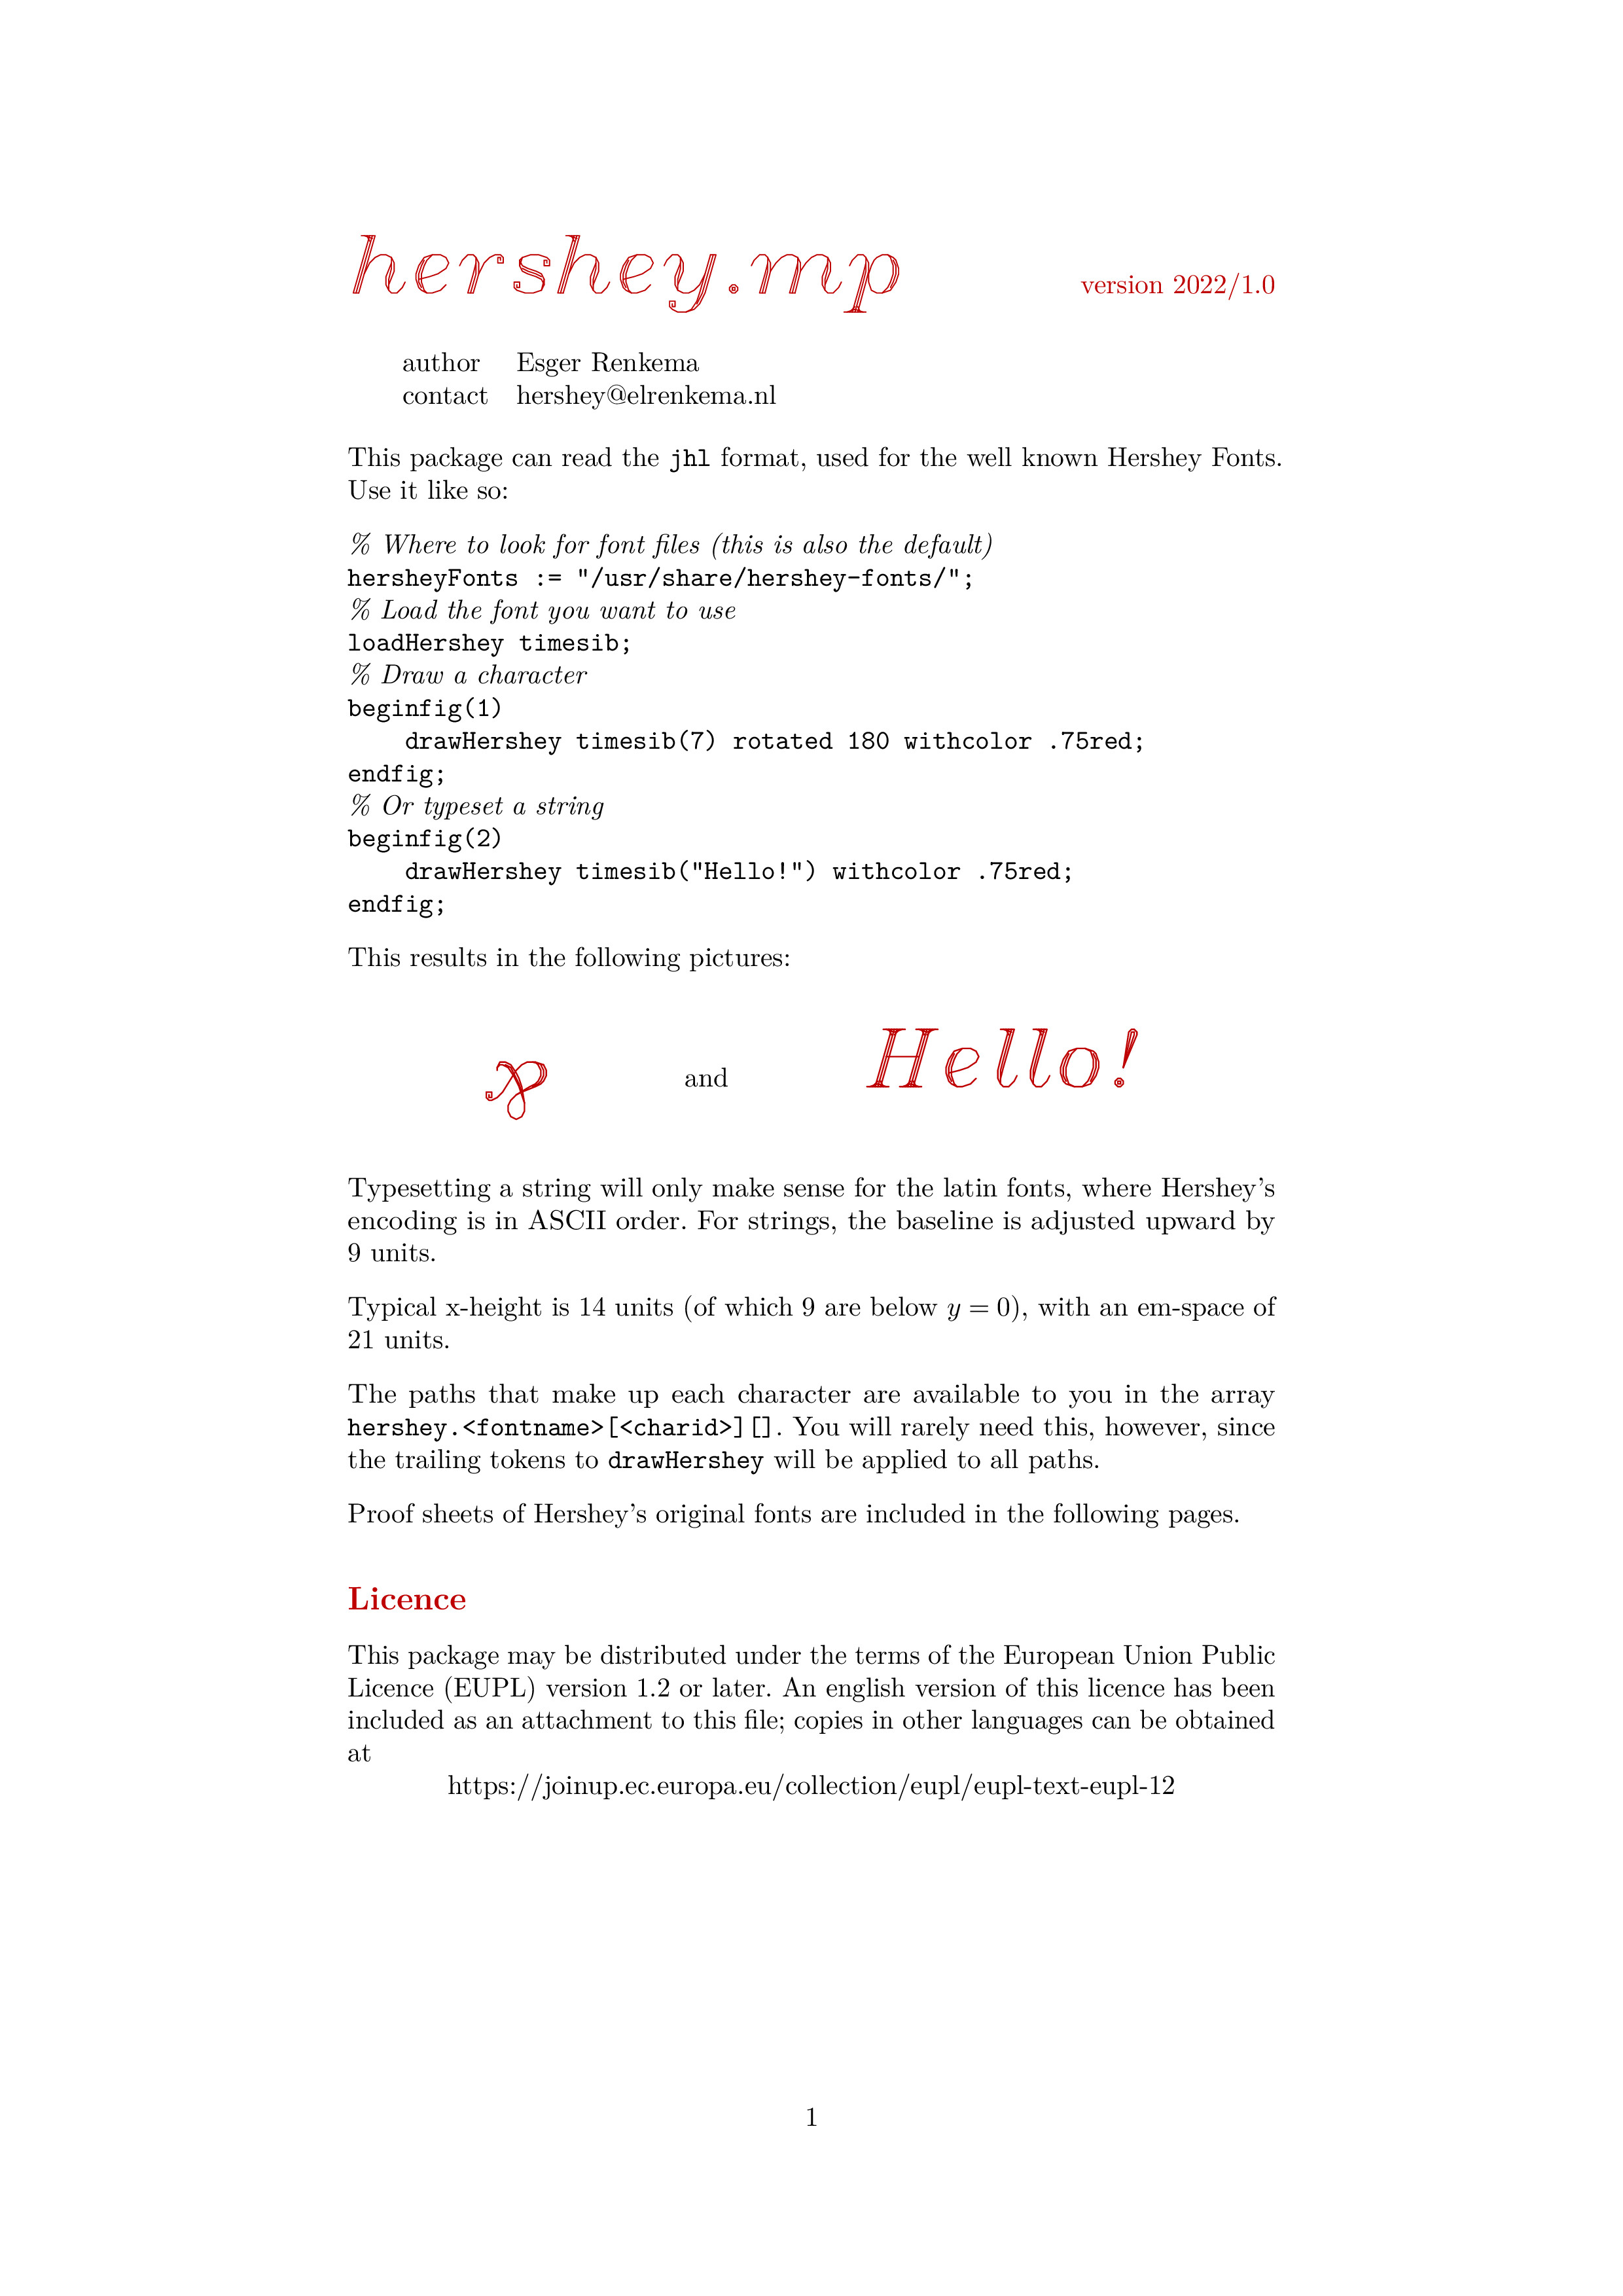 hershey.mp
version 2022/1.0
author Esger Renkema
contact hershey@elrenkema.nl
This package can read the jhl format, used for the well known Hershey Fonts.
Use it like so:
% Where to look for font files (this is also the default)
hersheyFonts := "/usr/share/hershey-fonts/";
% Load the font you want to use
loadHershey timesib;
% Draw a character
beginfig(1)
    drawHershey timesib(7) rotated 180 withcolor .75red;
endfig;
% Or typeset a string
beginfig(2)
    drawHershey timesib("Hello!") withcolor .75red;
endfig;
This results in the following pictures:
and Hello!
Typesetting a string will only make sense for the latin fonts, where Hershey's
encoding is in ASCII order. For strings, the baseline is adjusted upward by
9 units.
Typical x-height is 14 units (of which 9 are below y = 0), with an em-space of
21 units.
The paths that make up each character are available to you in the array
hershey.<fontname>[<charid>][]. You will rarely need this, however, since
the trailing tokens to drawHershey will be applied to all paths.
Proof sheets of Hershey's original fonts are included in the following pages.
Licence
This package may be distributed under the terms of the European Union Public
Licence (EUPL) version 1.2 or later. An english version of this licence has been
included as an attachment to this file; copies in other languages can be obtained
at
https://joinup.ec.europa.eu/collection/eupl/eupl-text-eupl-12
1